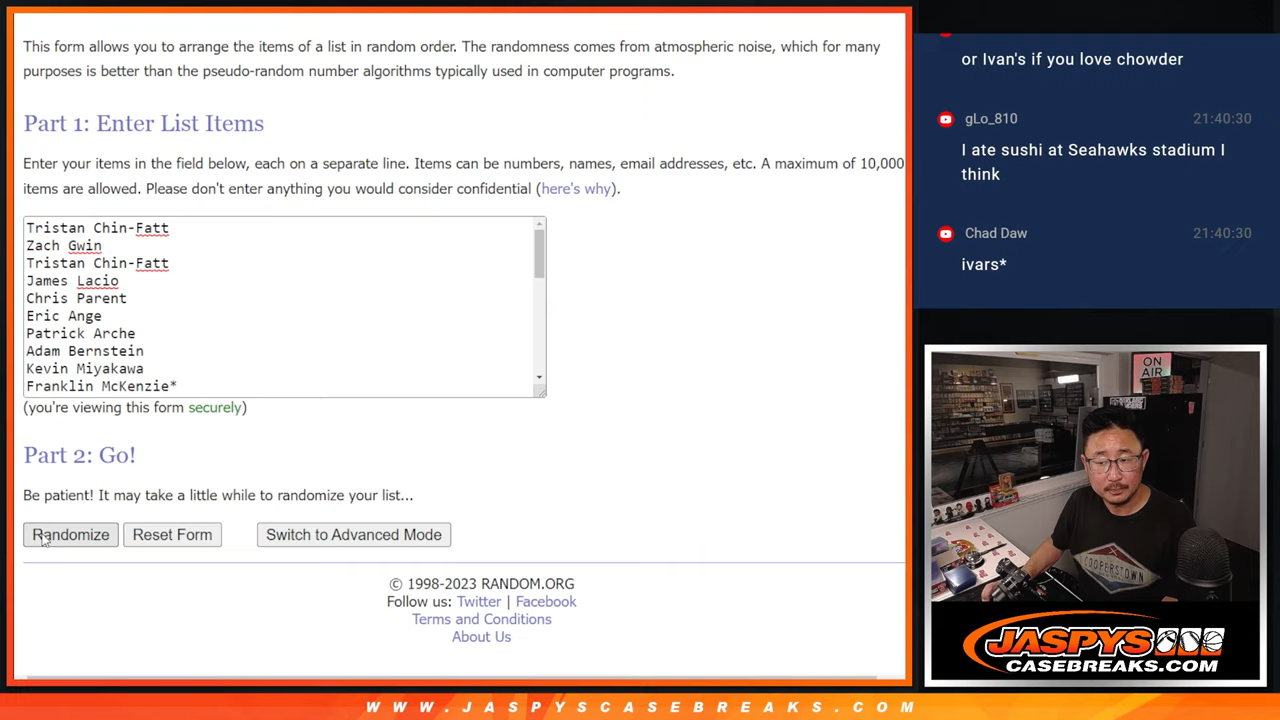 This form allows you to arrange the items of a list in random order. The randomness comes from atmospheric noise, which for many
purposes is better than the pseudo-random number algorithms typically used in computer programs.
Part 1: Enter List Items
Enter your items in the field below, each on a separate line. Items can be numbers, names, email addresses, etc. A maximum of 10,000
items are allowed. Please don't enter anything you would consider confidential (here's why).
Tristan Chin-Fatt
Zach Gwin
Tristan Chin-Fatt
James Lacio
Chris Parent
Eric Ange
Patrick Arche
Adam Bernstein
Kevin Miyakawa
Franklin McKenzie*
(you're viewing this form securely)
Part 2: Go!
Be patient! It may take a little while to randomize your list...
Randomize
Reset Form
Switch to Advanced Mode
© 1998-2023 RANDOM.ORG
Follow us: Twitter | Facebook
Terms and Conditions
About Us
or Ivan's if you love chowder
gLo_810 21:40:30
I ate sushi at Seahawks stadium I
think
Chad Daw 21:40:30
ivars*
ON
AIR
COOPERSTOWN
JASPYS
CASEBREAKS.COM
WWW.JASPYSCASEBREAKS.COM